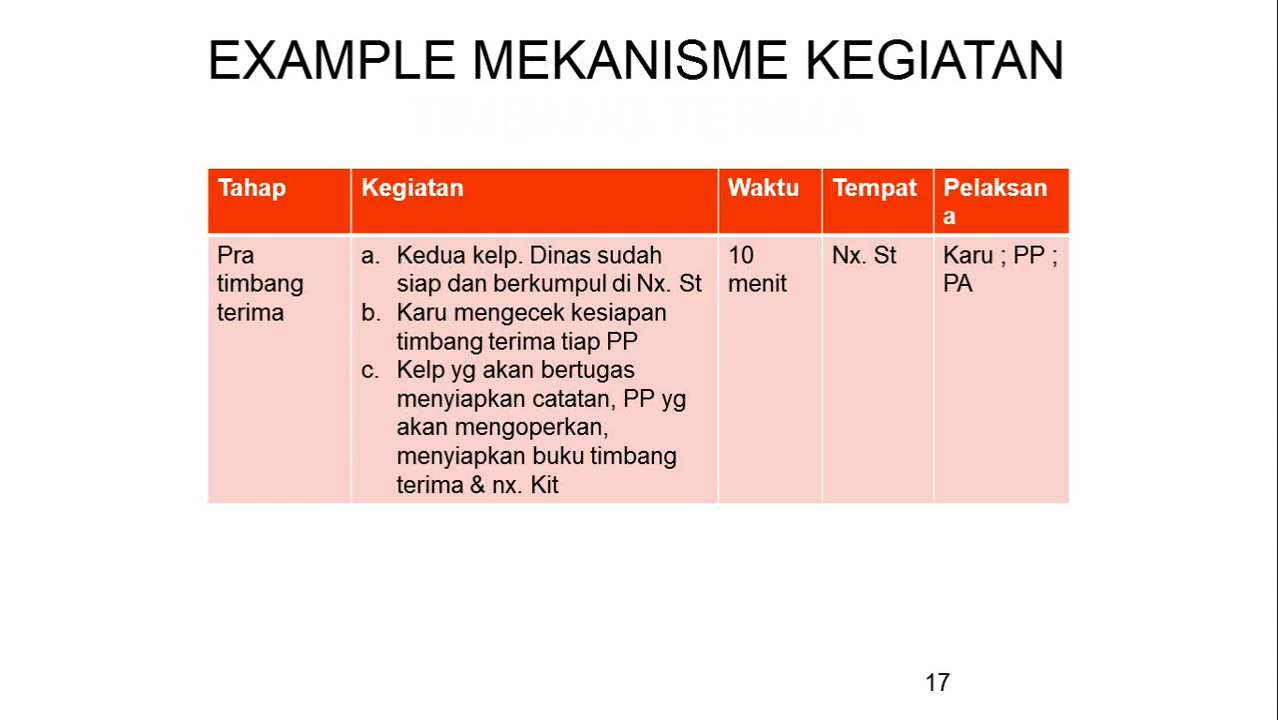 EXAMPLE MEKANISME KEGIATAN
TIMBANG TERIMA
Tahap
Kegiatan
Waktu
Tempat
Pelaksan
a
Pra
timbang
terima
a. Kedua kelp. Dinas sudah
siap dan berkumpul di Nx. St
b. Karu mengecek kesiapan
timbang terima tiap PP
c. Kelp yg akan bertugas
menyiapkan catatan, PP yg
akan mengoperkan,
menyiapkan buku timbang
terima & nx. Kit
10
menit
Nx. St
Karu ; PP ;
PA
17